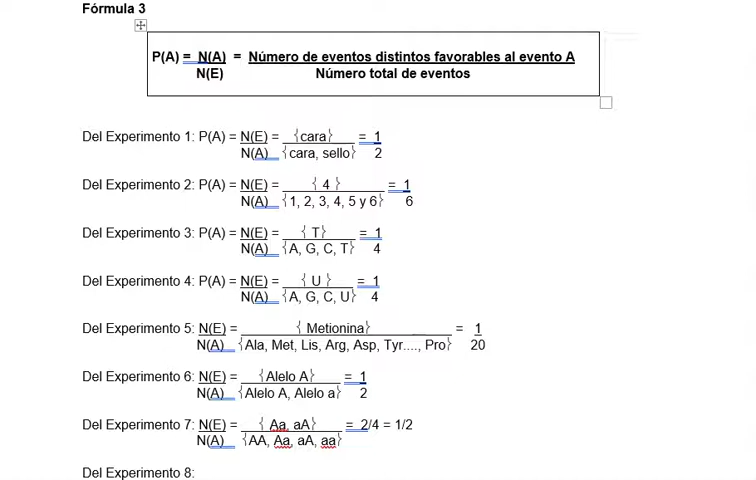 Fórmula 3
P(A) = N(A) = Número de eventos distintos favorables al evento A
N(E) Número total de eventos
Del Experimento 1: P(A) = N(E) = {cara} = 1
N(A) {cara, sello} 2
Del Experimento 2: P(A) = N(E) = { 4 } = 1
N(A) {1, 2, 3, 4, 5 y 6} 6
Del Experimento 3: P(A) = N(E) = { T} = 1
N(A) {A, G, C, T} 4
Del Experimento 4: P(A) = N(E) = { U } = 1
N(A) {A, G, C, U} 4
Del Experimento 5: N(E) = { Metionina} = 1
N(A) {Ala, Met, Lis, Arg, Asp, Tyr...., Pro} 20
Del Experimento 6: N(E) = {Alelo A} = 1
N(A) {Alelo A, Alelo a} 2
Del Experimento 7: N(E) = { Aa, aA} = 2/4 = 1/2
N(A) {AA, Aa, aA, aa}
Del Experimento 8: